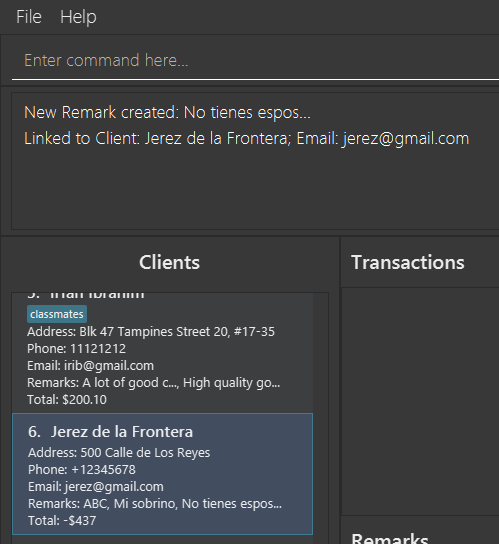 File Help
Enter command here...
New Remark created: No tienes espos...
Linked to Client: Jerez de la Frontera; Email: jerez@gmail.com
Clients
Transactions
5. Irfan Ibrahim
classmates
Address: Blk 47 Tampines Street 20, #17-35
Phone: 11121212
Email: irib@gmail.com
Remarks: A lot of good c..., High quality go...
Total: $200.10
6. Jerez de la Frontera
Address: 500 Calle de Los Reyes
Phone: +12345678
Email: jerez@gmail.com
Remarks: ABC, Mi sobrino, No tienes espos...
Total: -$437
Remarks